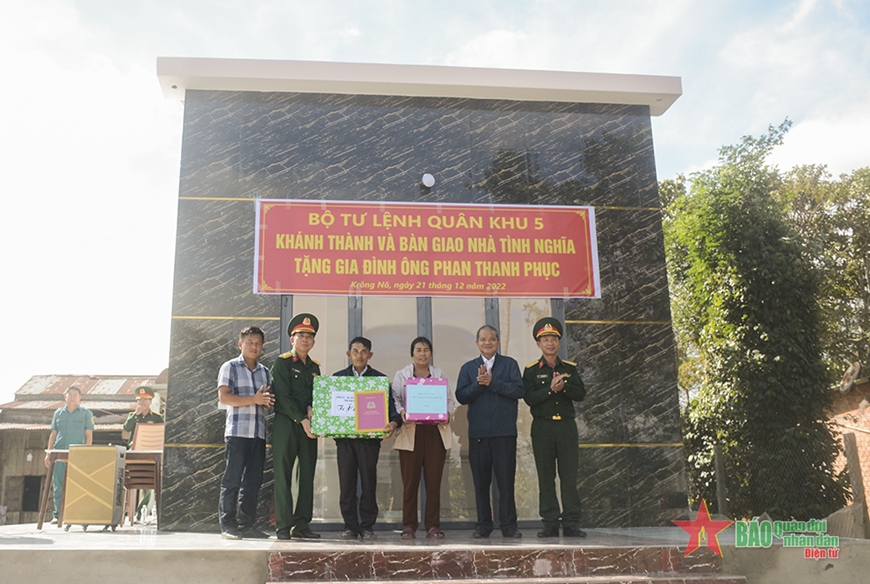 BỘ TƯ LỆNH QUÂN KHU 5
KHÁNH THÀNH VÀ BÀN GIAO NHÀ TÌNH NGHĨA
TẶNG GIA ĐÌNH ÔNG PHAN THANH PHỤC
Krông Nô, ngày 21 tháng 12 năm 2022
BÁO quân đội
nhân dân
Điện tử